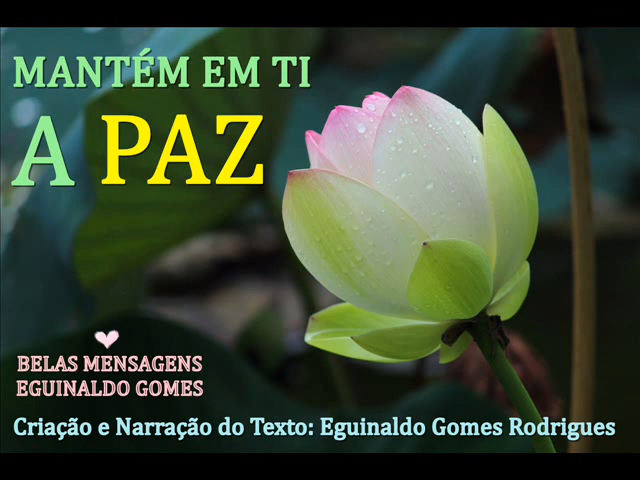 MANTÉM EM TI
A PAZ
BELAS MENSAGENS
EGUINALDO GOMES
Criação e Narração do Texto: Eguinaldo Gomes Rodrigues